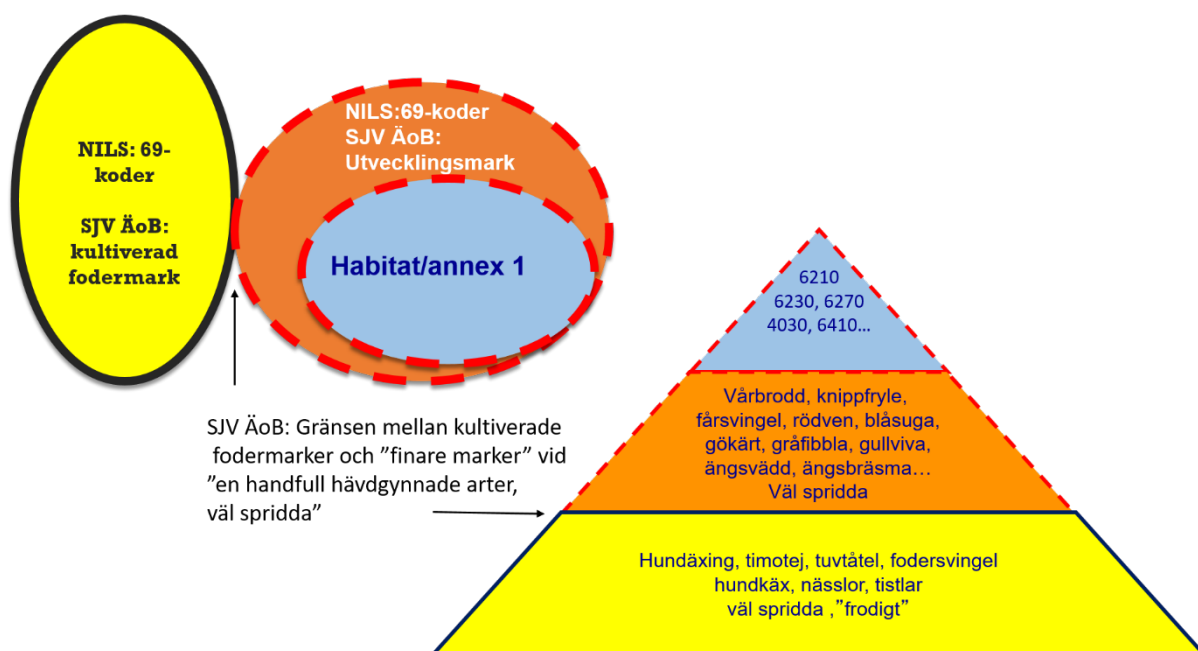 NILS: 69-
koder
SJV ÄoB:
kultiverad
fodermark
NILS:69-koder
SJV ÄoB:
Utvecklingsmark
Habitat/annex 1
SJV ÄoB: Gränsen mellan kultiverade
fodermarker och ”finare marker” vid
”en handfull hävdgynnade arter,
väl spridda”
6210
6230, 6270
4030, 6410...
Vårbrodd, knippfryle,
fårsvingel, rödven, blåsuga,
gökärt, gråfibbla, gullviva,
ängsvädd, ängsbräsma…
Väl spridda
Hundäxing, timotej, tuvtåtel, fodersvingel
hundkäx, nässlor, tistlar
väl spridda ,”frodigt”